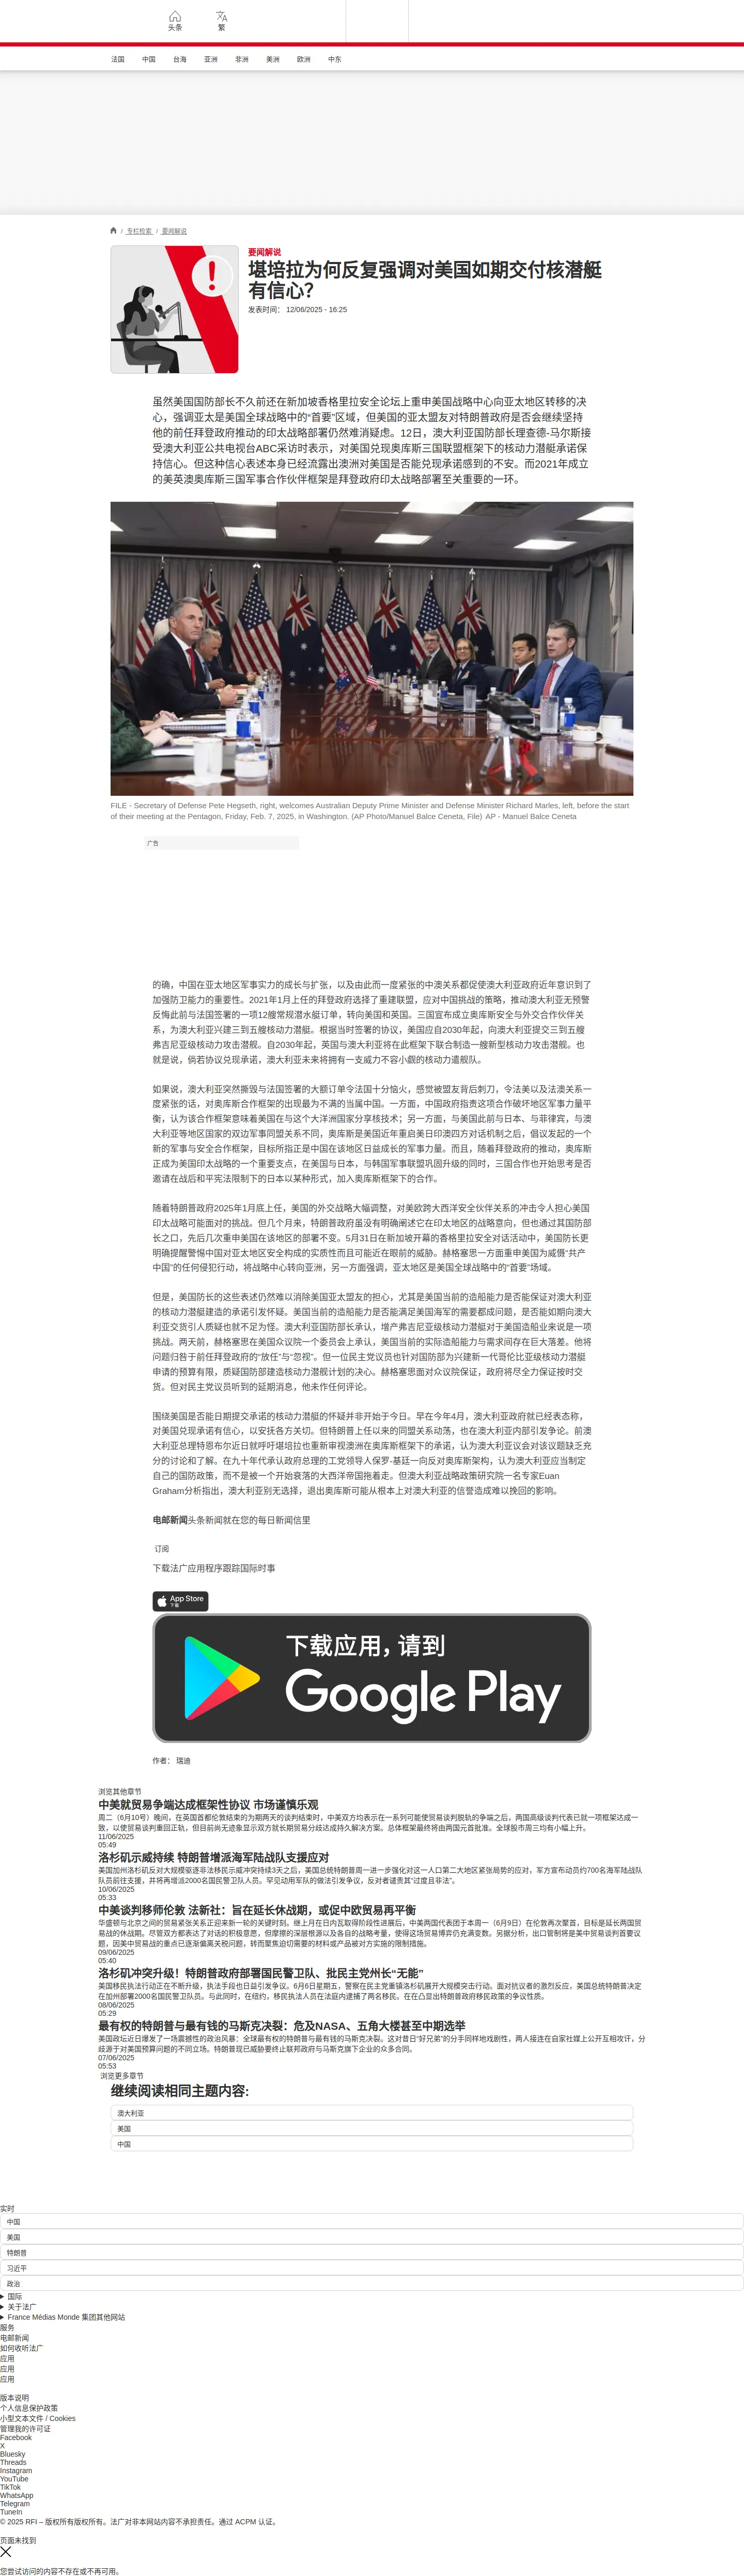 头条
繁
法国
中国
台海
亚洲
非洲
美洲
欧洲
中东
/ 专栏检索 / 要闻解说
要闻解说
堪培拉为何反复强调对美国如期交付核潜艇
有信心？
发表时间： 12/06/2025 - 16:25
虽然美国国防部长不久前还在新加坡香格里拉安全论坛上重申美国战略中心向亚太地区转移的决
心，强调亚太是美国全球战略中的“首要”区域，但美国的亚太盟友对特朗普政府是否会继续坚持
他的前任拜登政府推动的印太战略部署仍然难消疑虑。12日，澳大利亚国防部长理查德-马尔斯接
受澳大利亚公共电视台ABC采访时表示，对美国兑现奥库斯三国联盟框架下的核动力潜艇承诺保
持信心。但这种信心表述本身已经流露出澳洲对美国是否能兑现承诺感到的不安。而2021年成立
的美英澳奥库斯三国军事合作伙伴框架是拜登政府印太战略部署至关重要的一环。
FILE - Secretary of Defense Pete Hegseth, right, welcomes Australian Deputy Prime Minister and Defense Minister Richard Marles, left, before the start
of their meeting at the Pentagon, Friday, Feb. 7, 2025, in Washington. (AP Photo/Manuel Balce Ceneta, File) AP - Manuel Balce Ceneta
广告
的确，中国在亚太地区军事实力的成长与扩张，以及由此而一度紧张的中澳关系都促使澳大利亚政府近年意识到了
加强防卫能力的重要性。2021年1月上任的拜登政府选择了重建联盟，应对中国挑战的策略，推动澳大利亚无预警
反悔此前与法国签署的一项12艘常规潜水艇订单，转向美国和英国。三国宣布成立奥库斯安全与外交合作伙伴关
系，为澳大利亚兴建三到五艘核动力潜艇。根据当时签署的协议，美国应自2030年起，向澳大利亚提交三到五艘
弗吉尼亚级核动力攻击潜艇。自2030年起，英国与澳大利亚将在此框架下联合制造一艘新型核动力攻击潜艇。也
就是说，倘若协议兑现承诺，澳大利亚未来将拥有一支威力不容小觑的核动力遣舰队。
如果说，澳大利亚突然撕毁与法国签署的大额订单令法国十分恼火，感觉被盟友背后刺刀，令法美以及法澳关系一
度紧张的话，对奥库斯合作框架的出现最为不满的当属中国。一方面，中国政府指责这项合作破坏地区军事力量平
衡，认为该合作框架意味着美国在与这个大洋洲国家分享核技术；另一方面，与美国此前与日本、与菲律宾，与澳
大利亚等地区国家的双边军事同盟关系不同，奥库斯是美国近年重启美日印澳四方对话机制之后，倡议发起的一个
新的军事与安全合作框架，目标所指正是中国在该地区日益成长的军事力量。而且，随着拜登政府的推动，奥库斯
正成为美国印太战略的一个重要支点，在美国与日本，与韩国军事联盟巩固升级的同时，三国合作也开始思考是否
邀请在战后和平宪法限制下的日本以某种形式，加入奥库斯框架下的合作。
随着特朗普政府2025年1月底上任，美国的外交战略大幅调整，对美欧跨大西洋安全伙伴关系的冲击令人担心美国
印太战略可能面对的挑战。但几个月来，特朗普政府虽没有明确阐述它在印太地区的战略意向，但也通过其国防部
长之口，先后几次重申美国在该地区的部署不变。5月31日在新加坡开幕的香格里拉安全对话活动中，美国防长更
明确提醒警惕中国对亚太地区安全构成的实质性而且可能近在眼前的威胁。赫格塞思一方面重申美国为威慑“共产
中国”的任何侵犯行动，将战略中心转向亚洲，另一方面强调，亚太地区是美国全球战略中的“首要”场域。
但是，美国防长的这些表述仍然难以消除美国亚太盟友的担心，尤其是美国当前的造船能力是否能保证对澳大利亚
的核动力潜艇建造的承诺引发怀疑。美国当前的造船能力是否能满足美国海军的需要都成问题，是否能如期向澳大
利亚交货引人质疑也就不足为怪。澳大利亚国防部长承认，增产弗吉尼亚级核动力潜艇对于美国造船业来说是一项
挑战。两天前，赫格塞思在美国众议院一个委员会上承认，美国当前的实际造船能力与需求间存在巨大落差。他将
问题归咎于前任拜登政府的“放任”与“忽视”。但一位民主党议员也针对国防部为兴建新一代哥伦比亚级核动力潜艇
申请的预算有限，质疑国防部建造核动力潜舰计划的决心。赫格塞思面对众议院保证，政府将尽全力保证按时交
货。但对民主党议员听到的延期消息，他未作任何评论。
围绕美国是否能日期提交承诺的核动力潜艇的怀疑并非开始于今日。早在今年4月，澳大利亚政府就已经表态称，
对美国兑现承诺有信心，以安抚各方关切。但特朗普上任以来的同盟关系动荡，也在澳大利亚内部引发争论。前澳
大利亚总理特恩布尔近日就呼吁堪培拉也重新审视澳洲在奥库斯框架下的承诺，认为澳大利亚议会对该议题缺乏充
分的讨论和了解。在九十年代承认政府总理的工党领导人保罗-基廷一向反对奥库斯架构，认为澳大利亚应当制定
自己的国防政策，而不是被一个开始衰落的大西洋帝国拖着走。但澳大利亚战略政策研究院一名专家Euan
Graham分析指出，澳大利亚别无选择，退出奥库斯可能从根本上对澳大利亚的信誉造成难以挽回的影响。
电邮新闻头条新闻就在您的每日新闻信里
订阅
下载法广应用程序跟踪国际时事
App Store
下载
下载应用，请到
Google Play
作者： 瑞迪
浏览其他章节
中美就贸易争端达成框架性协议 市场谨慎乐观
周二（6月10号）晚间，在英国首都伦敦结束的为期两天的谈判结束时，中美双方均表示在一系列可能使贸易谈判脱轨的争端之后，两国高级谈判代表已就一项框架达成一
致，以使贸易谈判重回正轨，但目前尚无迹象显示双方就长期贸易分歧达成持久解决方案。总体框架最终将由两国元首批准。全球股市周三均有小幅上升。
11/06/2025
05:49
洛杉矶示威持续 特朗普增派海军陆战队支援应对
美国加州洛杉矶反对大规模驱逐非法移民示威冲突持续3天之后，美国总统特朗普周一进一步强化对这一人口第二大地区紧张局势的应对，军方宣布动员约700名海军陆战队
队员前往支援，并将再增派2000名国民警卫队人员。罕见动用军队的做法引发争议，反对者谴责其“过度且非法”。
10/06/2025
05:33
中美谈判移师伦敦 法新社：旨在延长休战期，或促中欧贸易再平衡
华盛顿与北京之间的贸易紧张关系正迎来新一轮的关键时刻。继上月在日内瓦取得阶段性进展后，中美两国代表团于本周一（6月9日）在伦敦再次聚首，目标是延长两国贸
易战的休战期。尽管双方都表达了对话的积极意愿，但摩擦的深层根源以及各自的战略考量，使得这场贸易博弈仍充满变数。另据分析，出口管制将是美中贸易谈判首要议
题，因美中贸易战的重点已逐渐偏离关税问题，转而聚焦迫切需要的材料或产品被对方实施的限制措施。
09/06/2025
05:40
洛杉矶冲突升级！特朗普政府部署国民警卫队、批民主党州长“无能”
美国移民执法行动正在不断升级，执法手段也日益引发争议。6月6日星期五，警察在民主党重镇洛杉矶展开大规模突击行动。面对抗议者的激烈反应，美国总统特朗普决定
在加州部署2000名国民警卫队员。与此同时，在纽约，移民执法人员在法庭内逮捕了两名移民。在在凸显出特朗普政府移民政策的争议性质。
08/06/2025
05:29
最有权的特朗普与最有钱的马斯克决裂：危及NASA、五角大楼甚至中期选举
美国政坛近日爆发了一场震撼性的政治风暴：全球最有权的特朗普与最有钱的马斯克决裂。这对昔日“好兄弟”的分手同样地戏剧性，两人接连在自家社媒上公开互相攻讦，分
歧源于对美国预算问题的不同立场。特朗普现已威胁要终止联邦政府与马斯克旗下企业的众多合同。
07/06/2025
05:53
浏览更多章节
继续阅读相同主题内容:
澳大利亚
美国
中国
实时
中国
美国
特朗普
习近平
政治
国际
关于法广
France Médias Monde 集团其他网站
服务
电邮新闻
如何收听法广
应用
应用
应用
版本说明
个人信息保护政策
小型文本文件 / Cookies
管理我的许可证
Facebook
X
Bluesky
Threads
Instagram
YouTube
TikTok
WhatsApp
Telegram
TuneIn
© 2025 RFI – 版权所有版权所有。法广对非本网站内容不承担责任。通过 ACPM 认证。
页面未找到
您尝试访问的内容不存在或不再可用。